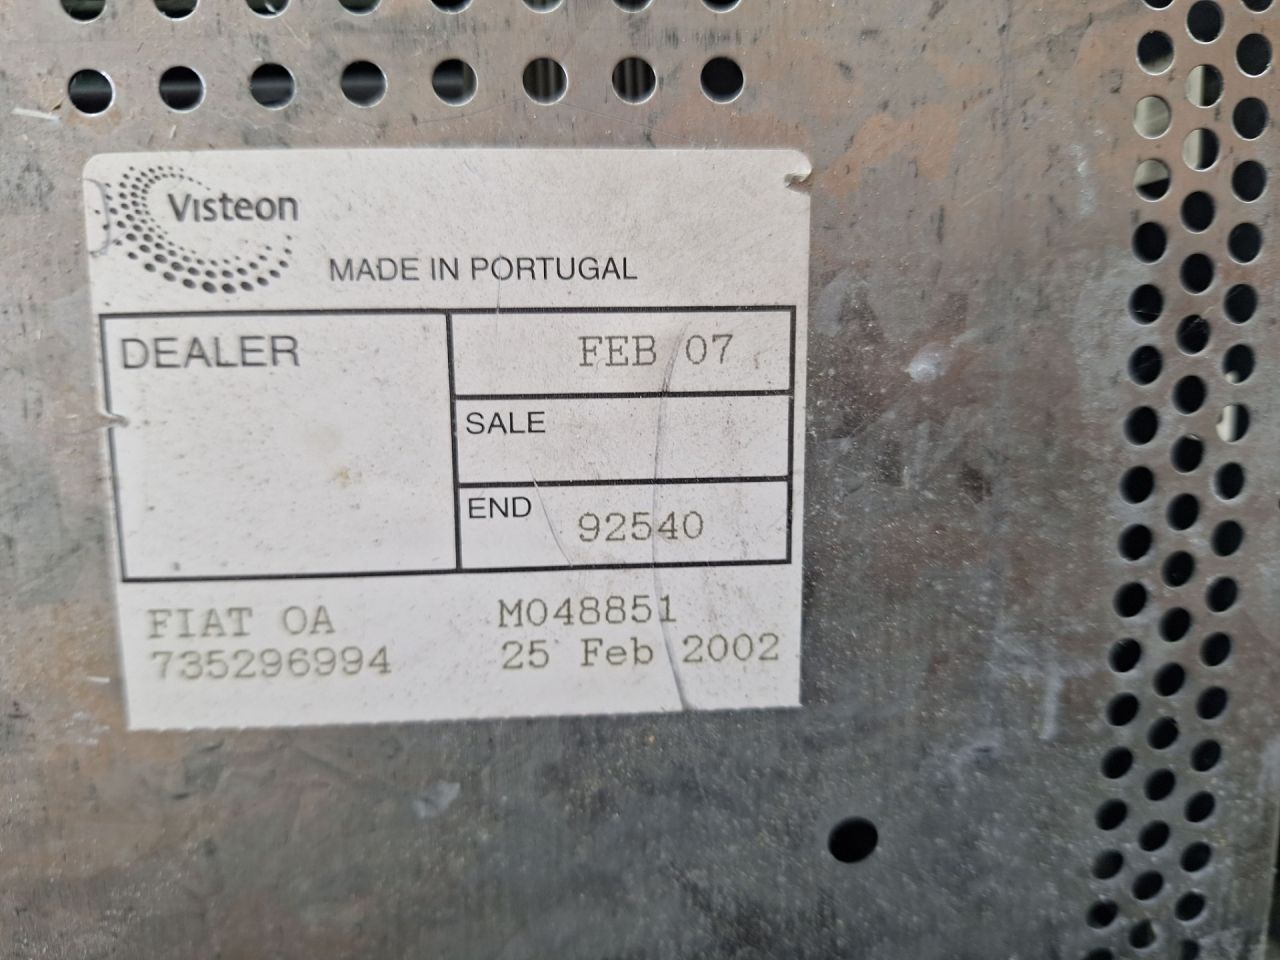 Visteon
MADE IN PORTUGAL
DEALER
FEB 07
SALE
END
92540
FIAT OA M048851
735296994 25 Feb 2002